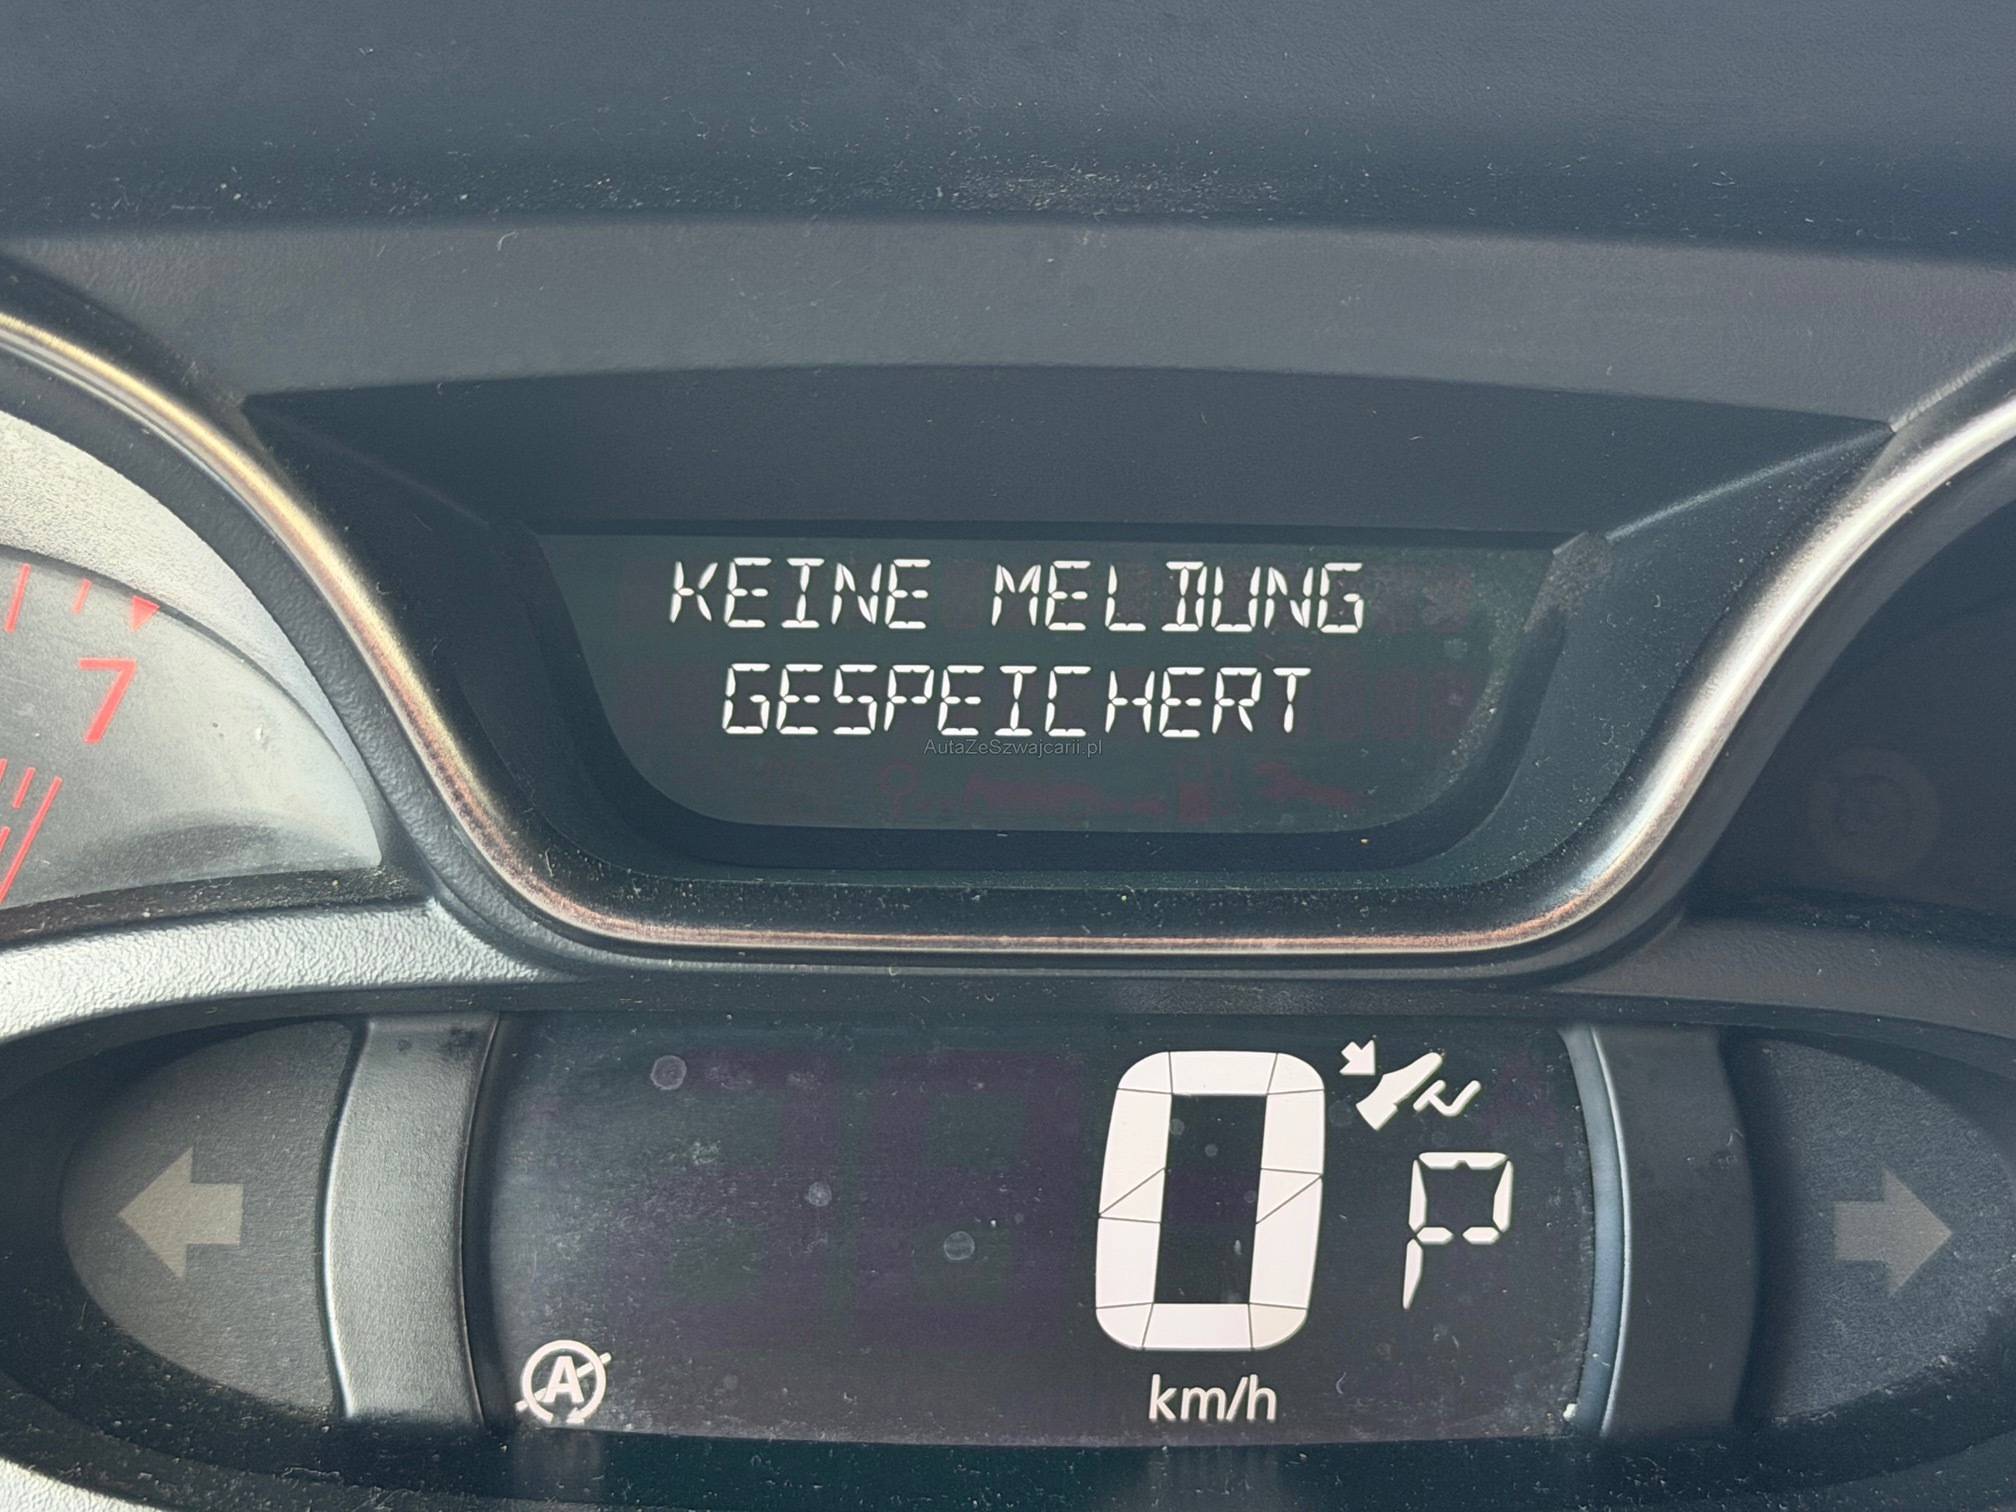 KEINE MELDUNG
GESPEICHERT
AutaZeSzwajcarii.pl
7
0
P
A
km/h